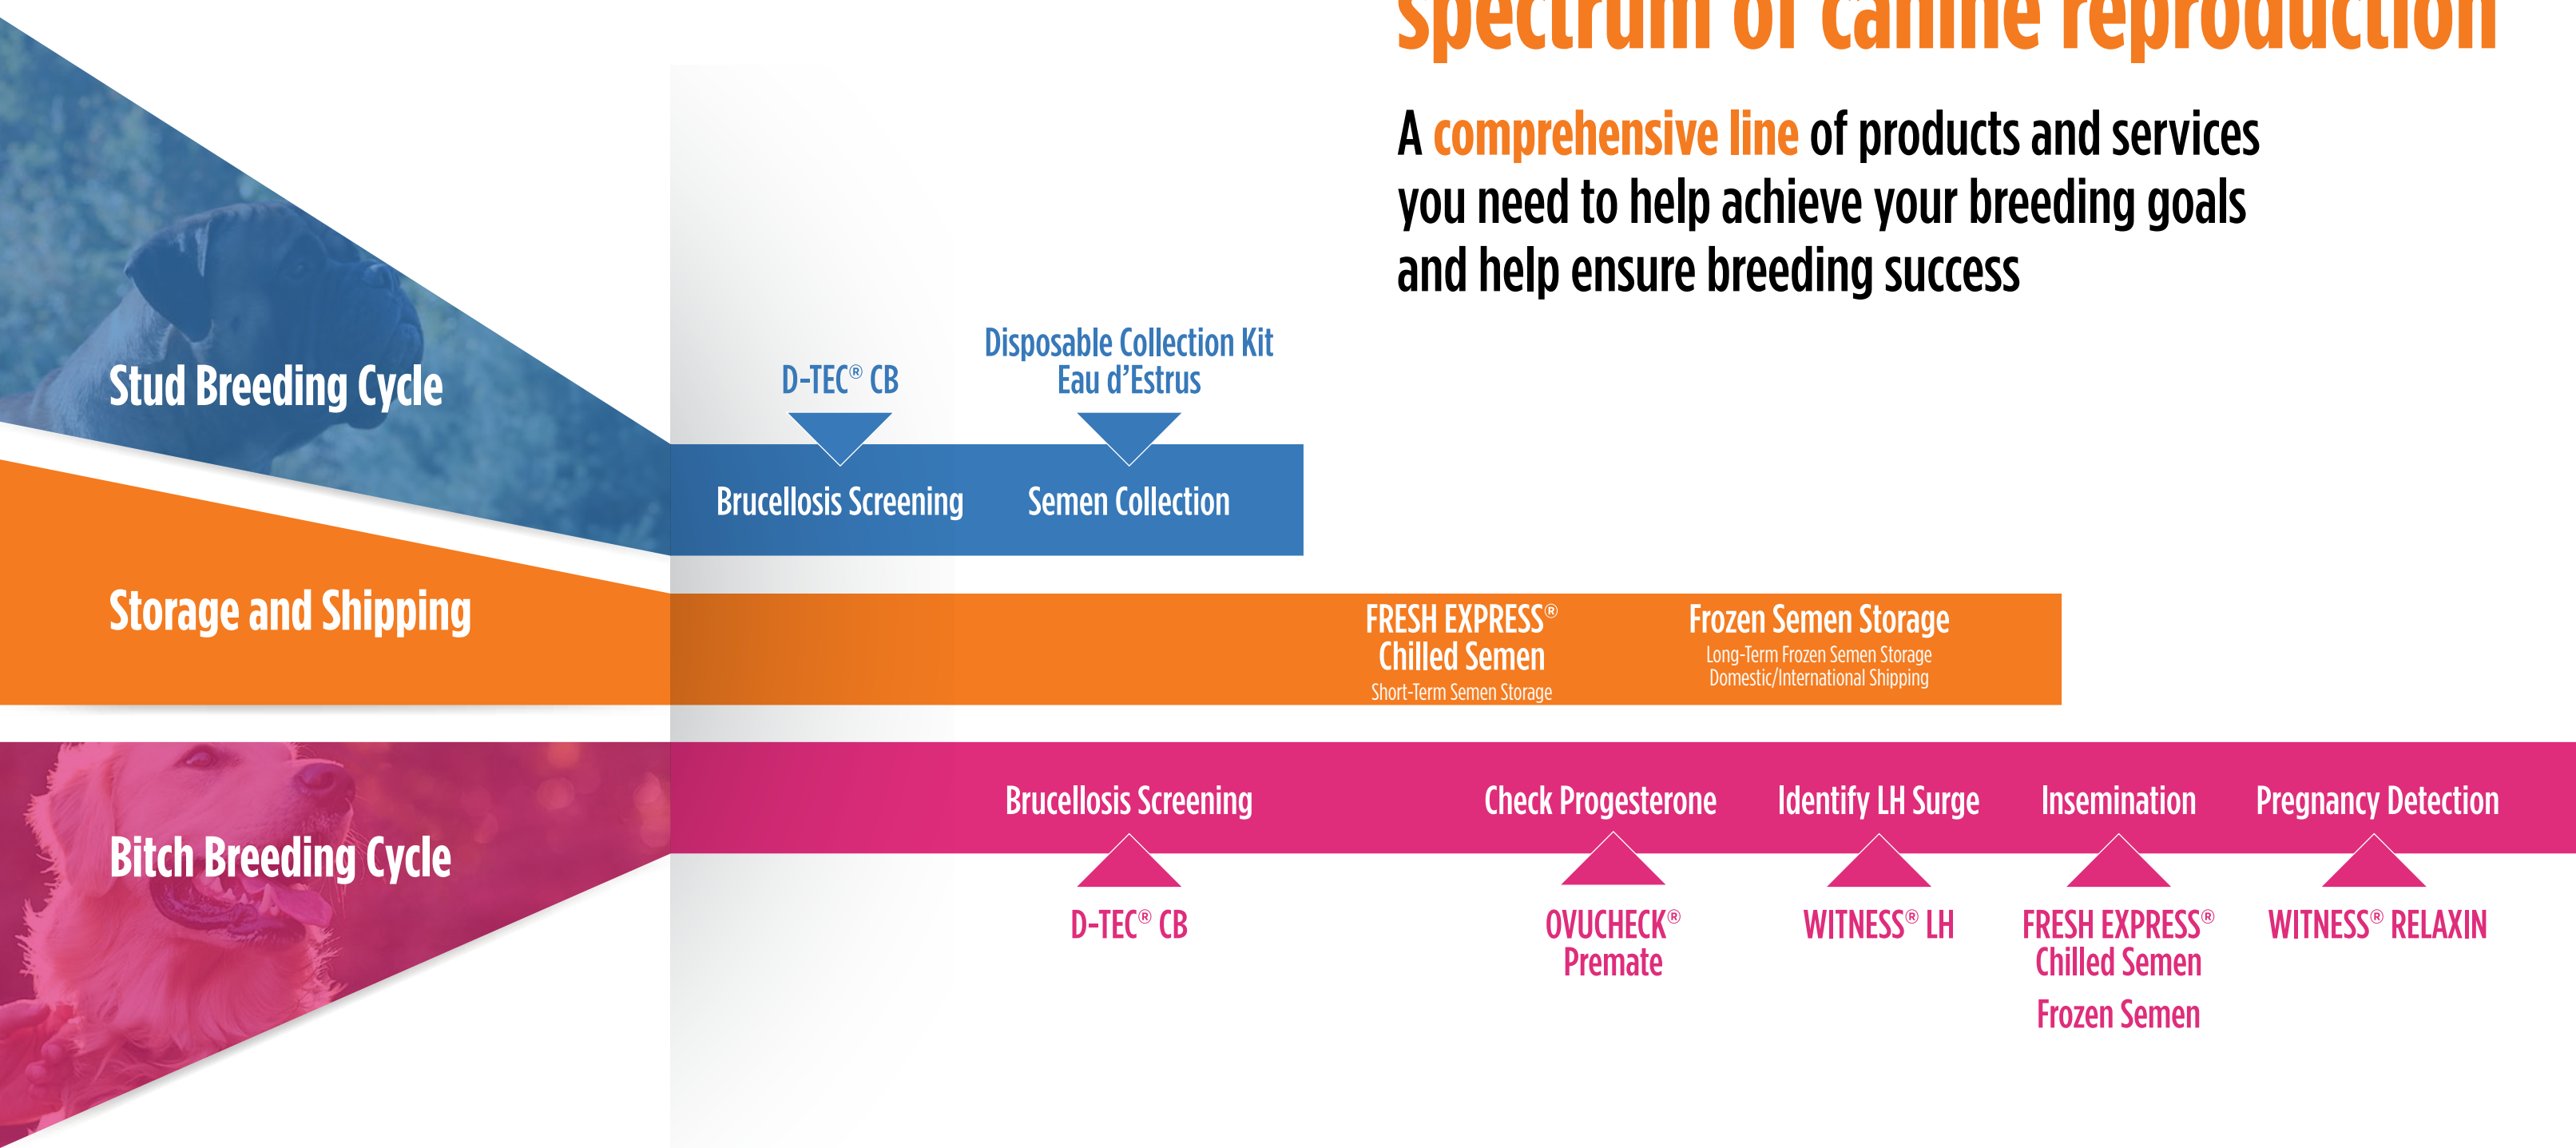 spectrum of canine reproduction
A comprehensive line of products and services
you need to help achieve your breeding goals
and help ensure breeding success
Stud Breeding Cycle
D-TEC® CB
Disposable Collection Kit
Eau d’Estrus
Brucellosis Screening
Semen Collection
Storage and Shipping
FRESH EXPRESS®
Chilled Semen
Short-Term Semen Storage
Frozen Semen Storage
Long-Term Frozen Semen Storage
Domestic/International Shipping
Bitch Breeding Cycle
Brucellosis Screening
Check Progesterone
Identify LH Surge
Insemination
Pregnancy Detection
D-TEC® CB
OVUCHECK®
Premate
WITNESS® LH
FRESH EXPRESS®
Chilled Semen
Frozen Semen
WITNESS® RELAXIN